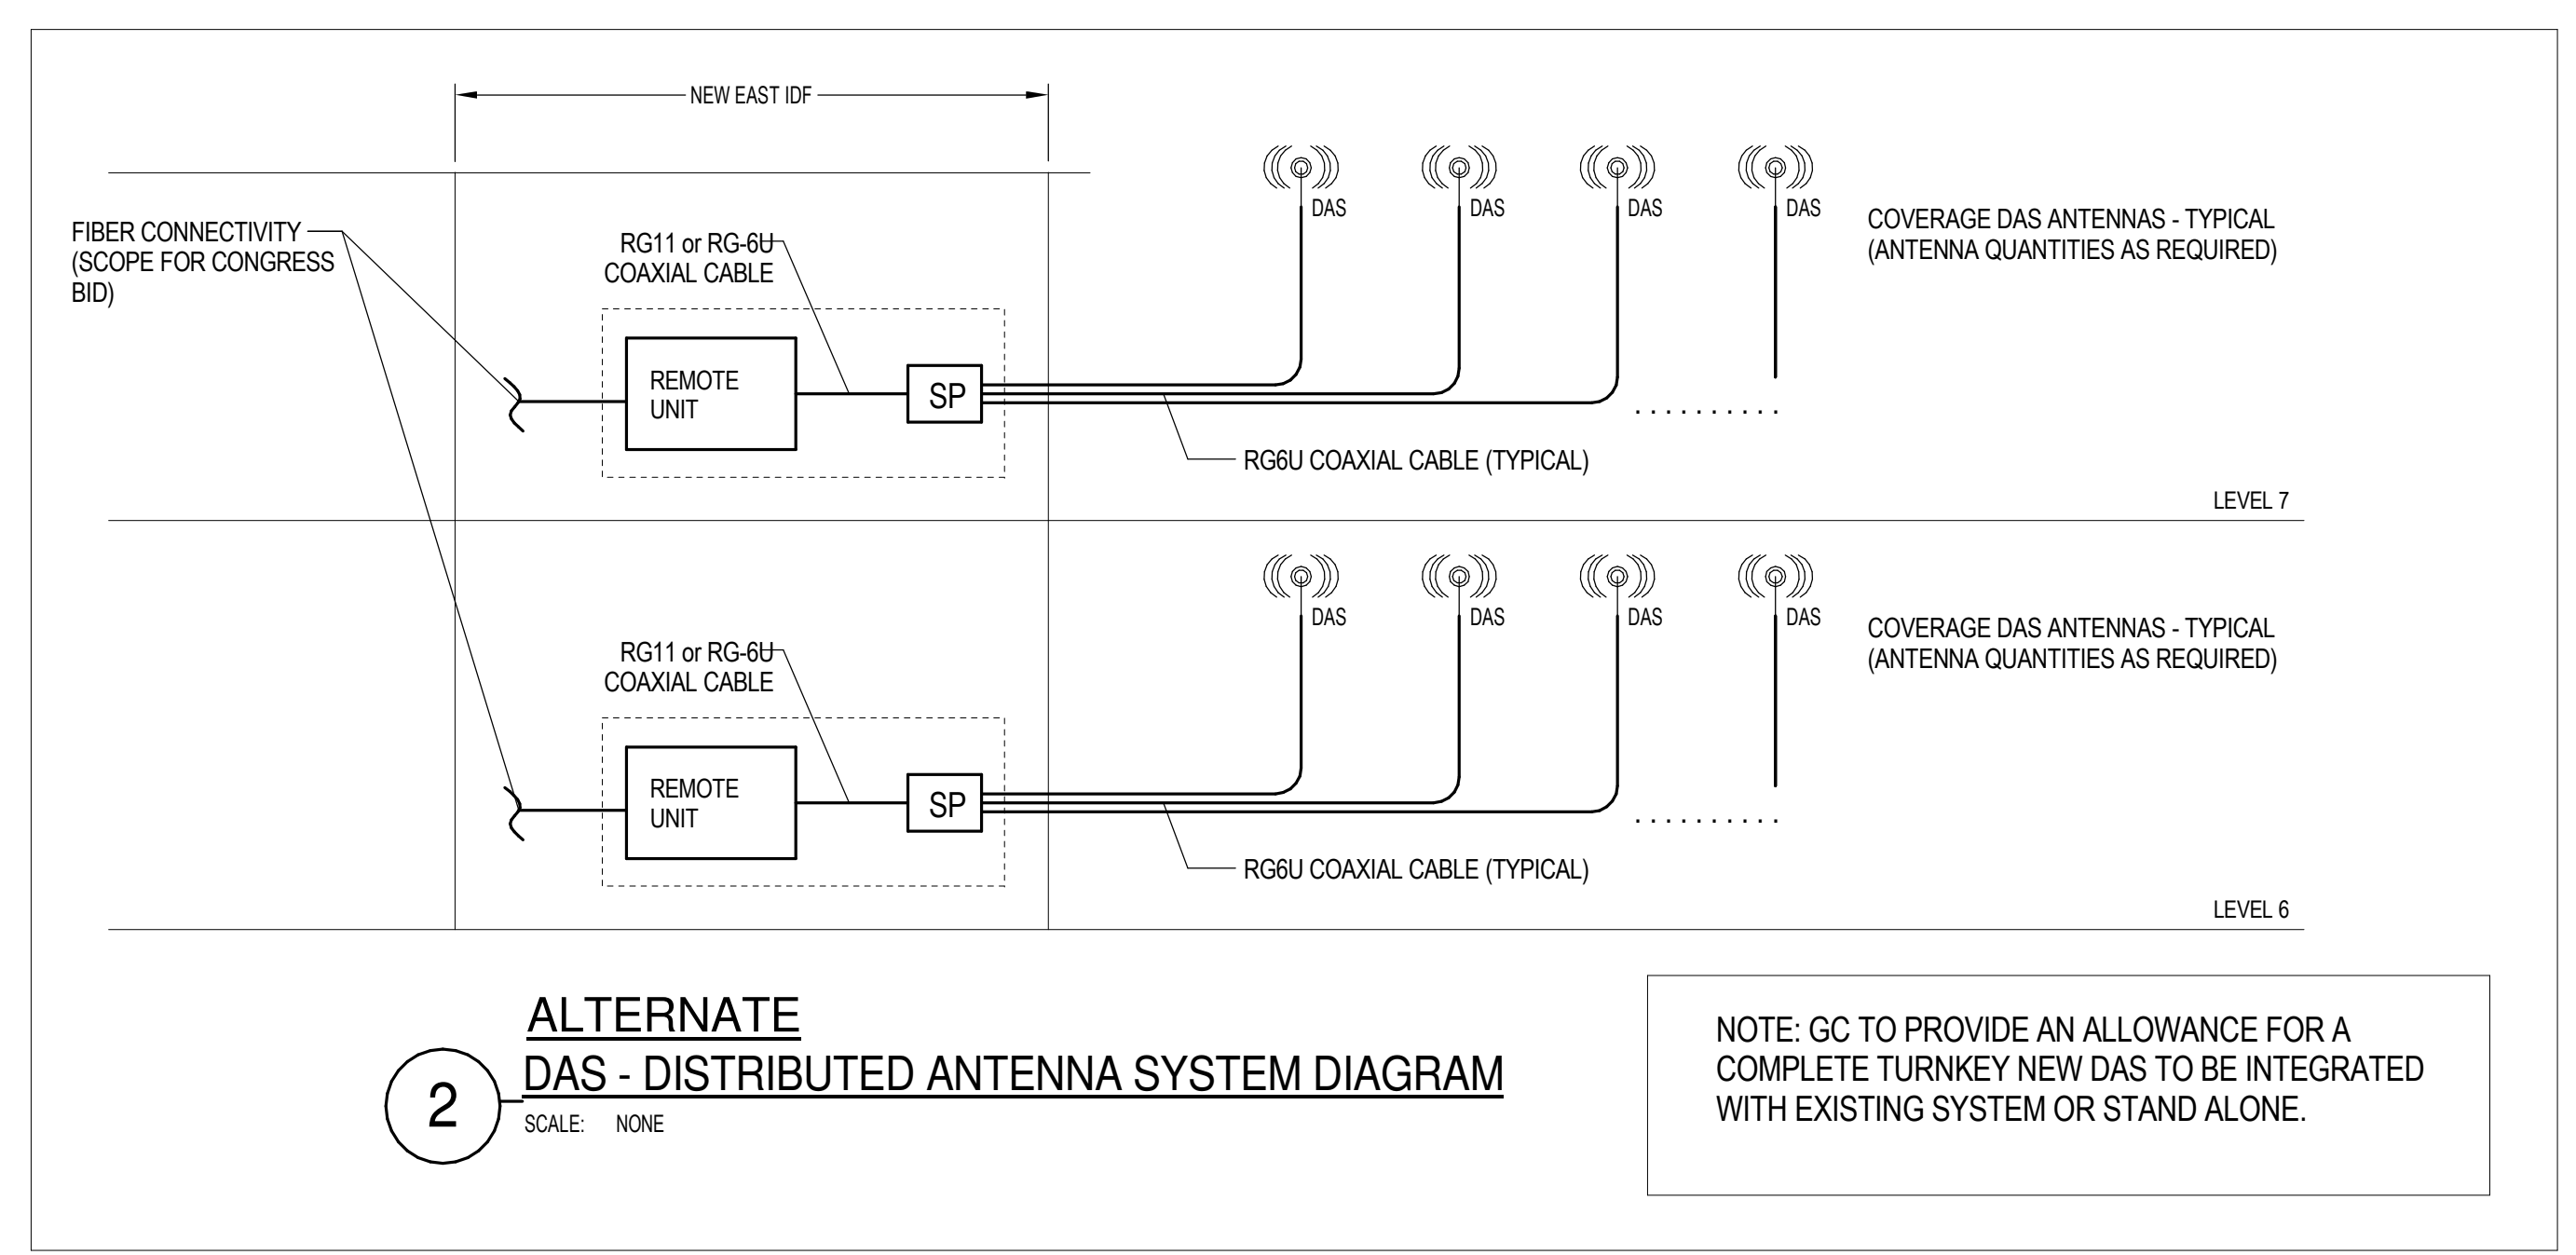 NEW EAST IDF
DAS
DAS
DAS
DAS
COVERAGE DAS ANTENNAS - TYPICAL
(ANTENNA QUANTITIES AS REQUIRED)
FIBER CONNECTIVITY
(SCOPE FOR CONGRESS
BID)
RG11 or RG-6U
COAXIAL CABLE
REMOTE
UNIT
SP
. . . . . . . . . .
RG6U COAXIAL CABLE (TYPICAL)
LEVEL 7
DAS
DAS
DAS
DAS
COVERAGE DAS ANTENNAS - TYPICAL
(ANTENNA QUANTITIES AS REQUIRED)
RG11 or RG-6U
COAXIAL CABLE
REMOTE
UNIT
SP
. . . . . . . . . .
RG6U COAXIAL CABLE (TYPICAL)
LEVEL 6
ALTERNATE
2
DAS - DISTRIBUTED ANTENNA SYSTEM DIAGRAM
SCALE: NONE
NOTE: GC TO PROVIDE AN ALLOWANCE FOR A
COMPLETE TURNKEY NEW DAS TO BE INTEGRATED
WITH EXISTING SYSTEM OR STAND ALONE.